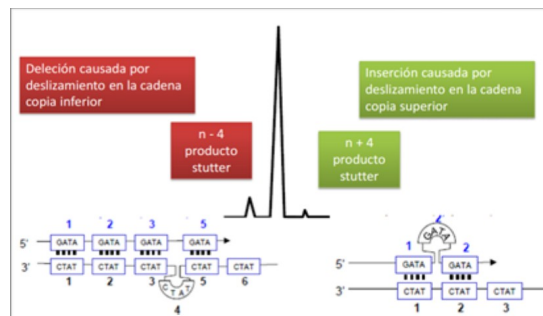 Deleción causada por
deslizamiento en la cadena
copia inferior
Inserción causada por
deslizamiento en la cadena
copia superior
n - 4
producto
stutter
n + 4
producto
stutter
1 2 3 5
5' GATA GATA GATA GATA
3' CTAT CTAT CTAT CTAT CTAT
1 2 3 5 6
CTAT
4
2
GATA
1 2
5' GATA GATA
3' CTAT CTAT CTAT
1 2 3